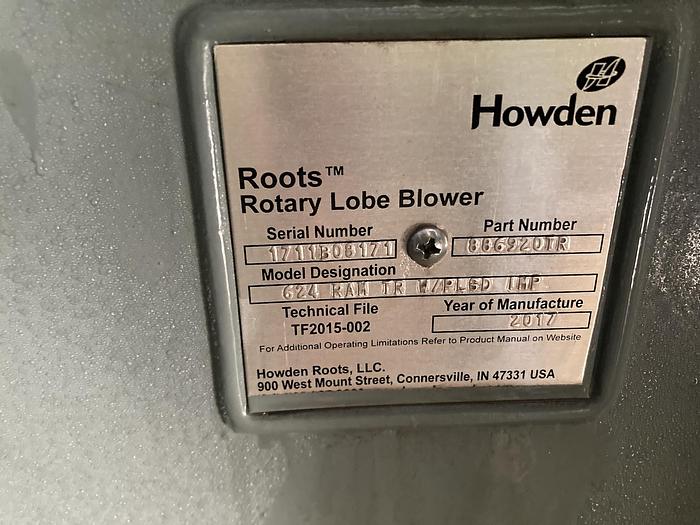 Howden
Roots™
Rotary Lobe Blower
Serial Number Part Number
1711B08171 886920TR
Model Designation
624 RAM TR W/PLGD IMP
Technical File Year of Manufacture
TF2015-002 2017
For Additional Operating Limitations Refer to Product Manual on Website
Howden Roots, LLC.
900 West Mount Street, Connersville, IN 47331 USA